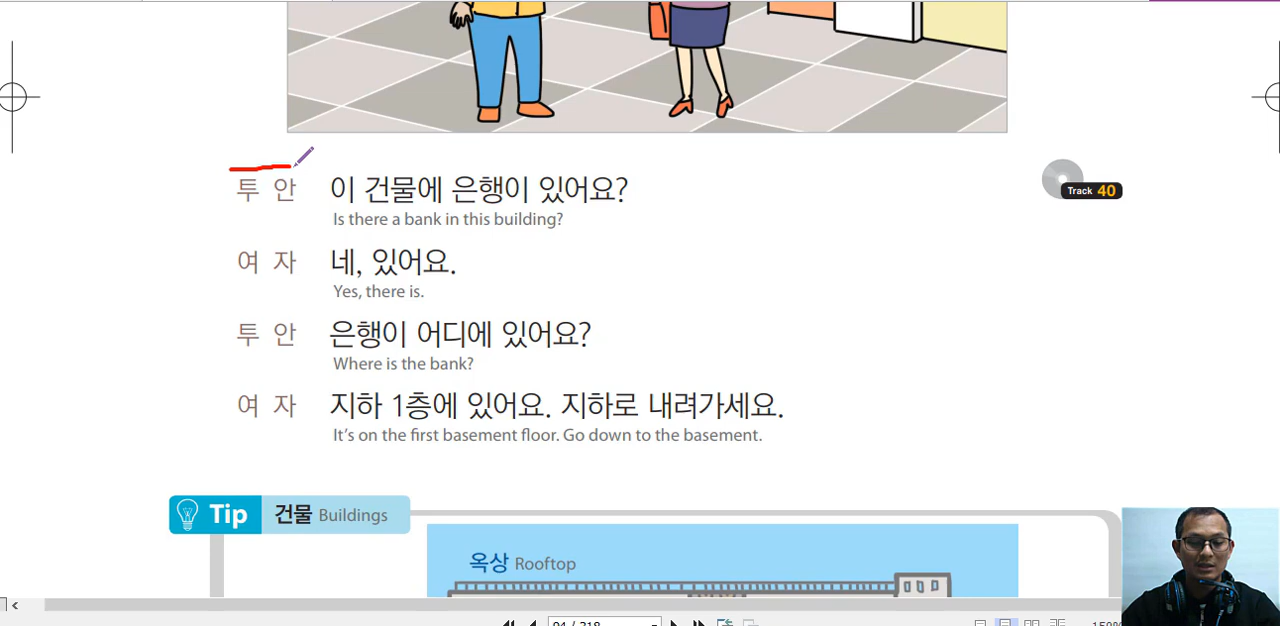 투 안 이 건물에 은행이 있어요?
Is there a bank in this building?
Track 40
여 자 네, 있어요.
Yes, there is.
투 안 은행이 어디에 있어요?
Where is the bank?
여 자 지하 1층에 있어요. 지하로 내려가세요.
It's on the first basement floor. Go down to the basement.
Tip 건물 Buildings
옥상 Rooftop